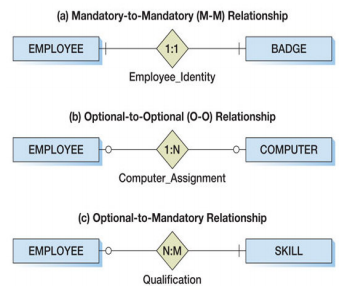 (a) Mandatory-to-Mandatory (M-M) Relationship
EMPLOYEE 1:1 BADGE
Employee_Identity
(b) Optional-to-Optional (O-O) Relationship
EMPLOYEE 1:N COMPUTER
Computer_Assignment
(c) Optional-to-Mandatory Relationship
EMPLOYEE N:M SKILL
Qualification